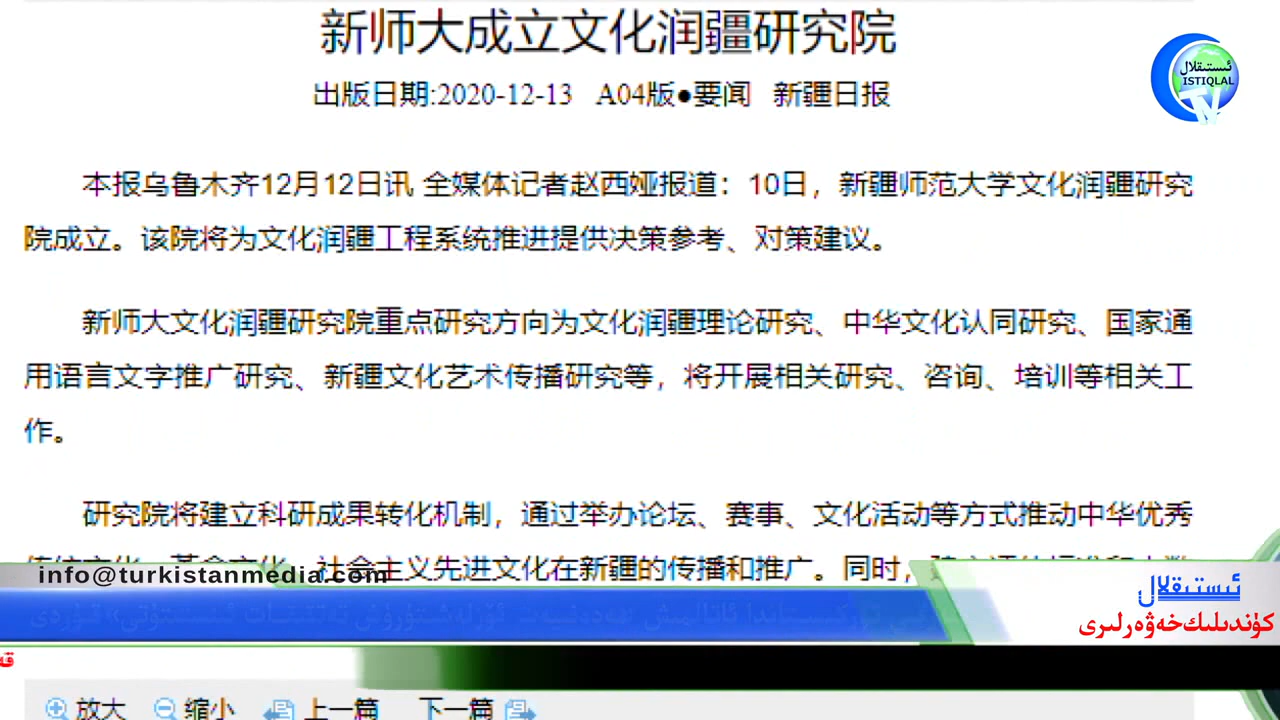 新师大成立文化润疆研究院
出版日期:2020-12-13 A04版●要闻 新疆日报
ئىستىقلال
ISTIQLAL
TV
本报乌鲁木齐12月12日讯 全媒体记者赵西娅报道：10日，新疆师范大学文化润疆研究
院成立。该院将为文化润疆工程系统推进提供决策参考、对策建议。
新师大文化润疆研究院重点研究方向为文化润疆理论研究、中华文化认同研究、国家通
用语言文字推广研究、新疆文化艺术传播研究等，将开展相关研究、咨询、培训等相关工
作。
研究院将建立科研成果转化机制，通过举办论坛、赛事、文化活动等方式推动中华优秀
社会主义先进文化在新疆的传播和推广。同时，
info@turkistanmedia.com
ئىستىقلال
كۈندىلىك خەۋەرلىرى
放大 缩小 上一篇 下一篇